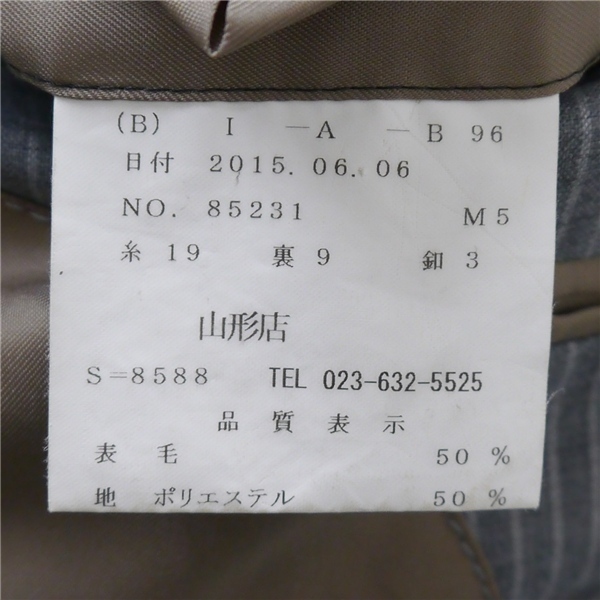 (B) I －A －B 96
日付 2015.06.06
NO. 85231 M5
糸 19 裏 9 釦 3
山形店
S=8588 TEL 023-632-5525
品質表示
表 毛 50 %
地 ポリエステル 50 %